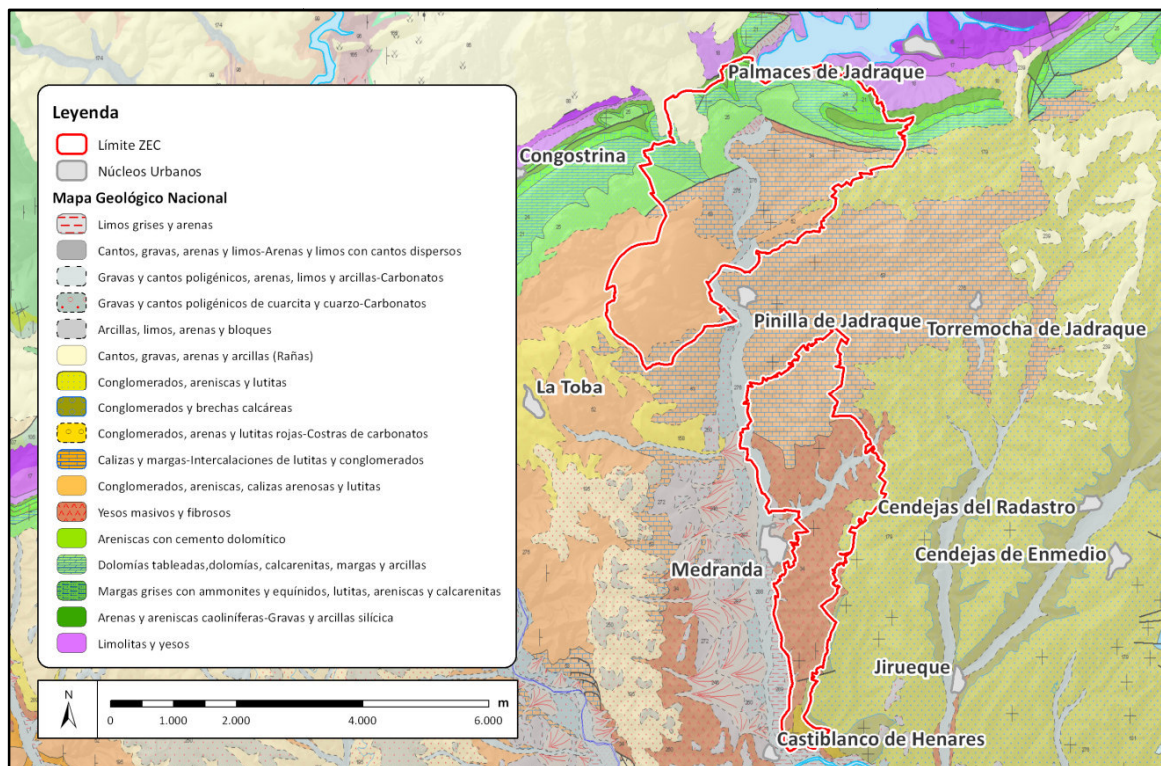 Leyenda
Límite ZEC
Núcleos Urbanos
Mapa Geológico Nacional
Limos grises y arenas
Cantos, gravas, arenas y limos-Arenas y limos con cantos dispersos
Gravas y cantos poligénicos, arenas, limos y arcillas-Carbonatos
Gravas y cantos poligénicos de cuarcita y cuarzo-Carbonatos
Arcillas, limos, arenas y bloques
Cantos, gravas, arenas y arcillas (Rañas)
Conglomerados, areniscas y lutitas
Conglomerados y brechas calcáreas
Conglomerados, arenas y lutitas rojas-Costras de carbonatos
Calizas y margas-Intercalaciones de lutitas y conglomerados
Conglomerados, areniscas, calizas arenosas y lutitas
Yesos masivos y fibrosos
Areniscas con cemento dolomítico
Dolomías tableadas,dolomías, calcarenitas, margas y arcillas
Margas grises con ammonites y equínidos, lutitas, areniscas y calcarenitas
Arenas y areniscas caoliníferas-Gravas y arcillas silícica
Limolitas y yesos
N
0 1.000 2.000 4.000 6.000 m
Palmaces de Jadraque
Congostrina
Pinilla de Jadraque
Torremocha de Jadraque
La Toba
Cendejas del Radastro
Cendejas de Enmedio
Medranda
Jirueque
Castiblanco de Henares